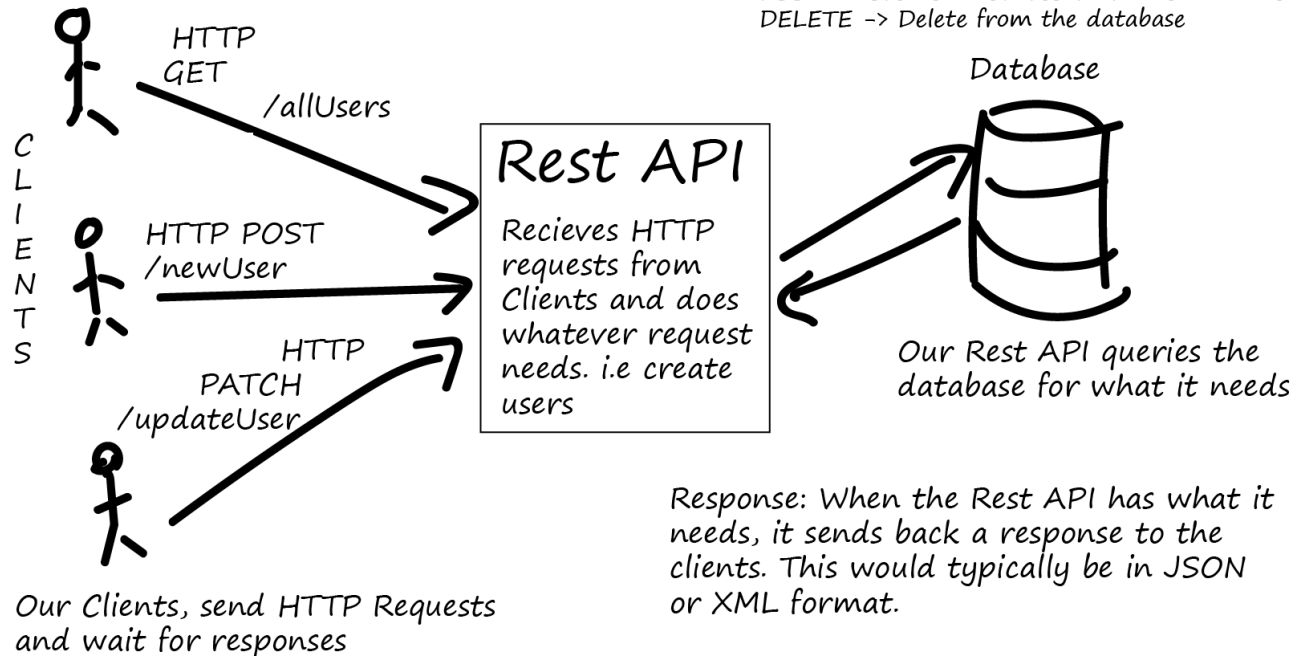 DELETE -> Delete from the database
HTTP
GET
/allUsers
CLIENTS
HTTP POST
/newUser
HTTP
PATCH
/updateUser
Our Clients, send HTTP Requests
and wait for responses
Rest API
Recieves HTTP
requests from
Clients and does
whatever request
needs. i.e create
users
Database
Our Rest API queries the
database for what it needs
Response: When the Rest API has what it
needs, it sends back a response to the
clients. This would typically be in JSON
or XML format.